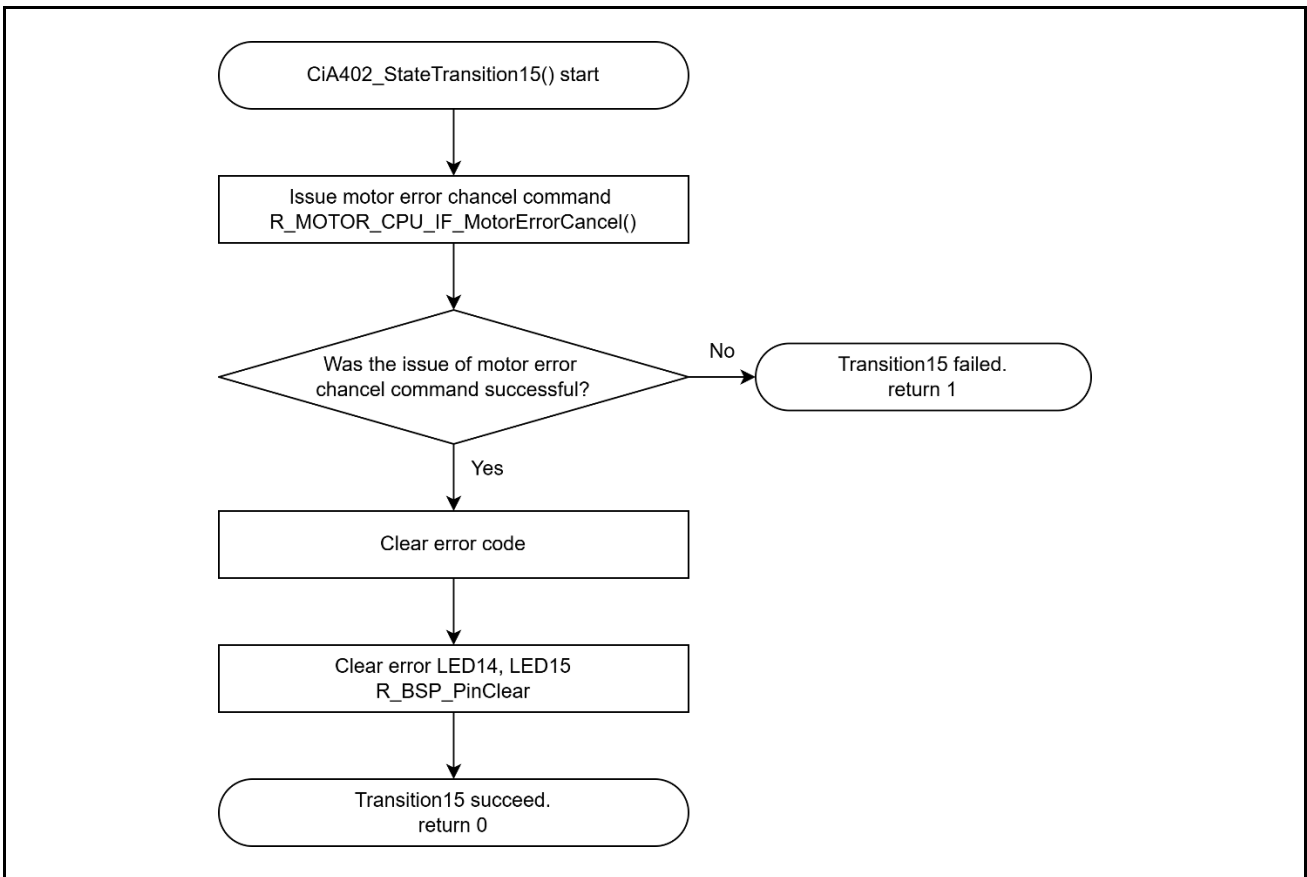 CiA402_StateTransition15() start
Issue motor error chancel command
R_MOTOR_CPU_IF_MotorErrorCancel()
Was the issue of motor error
chancel command successful?
No
Transition15 failed.
return 1
Yes
Clear error code
Clear error LED14, LED15
R_BSP_PinClear
Transition15 succeed.
return 0